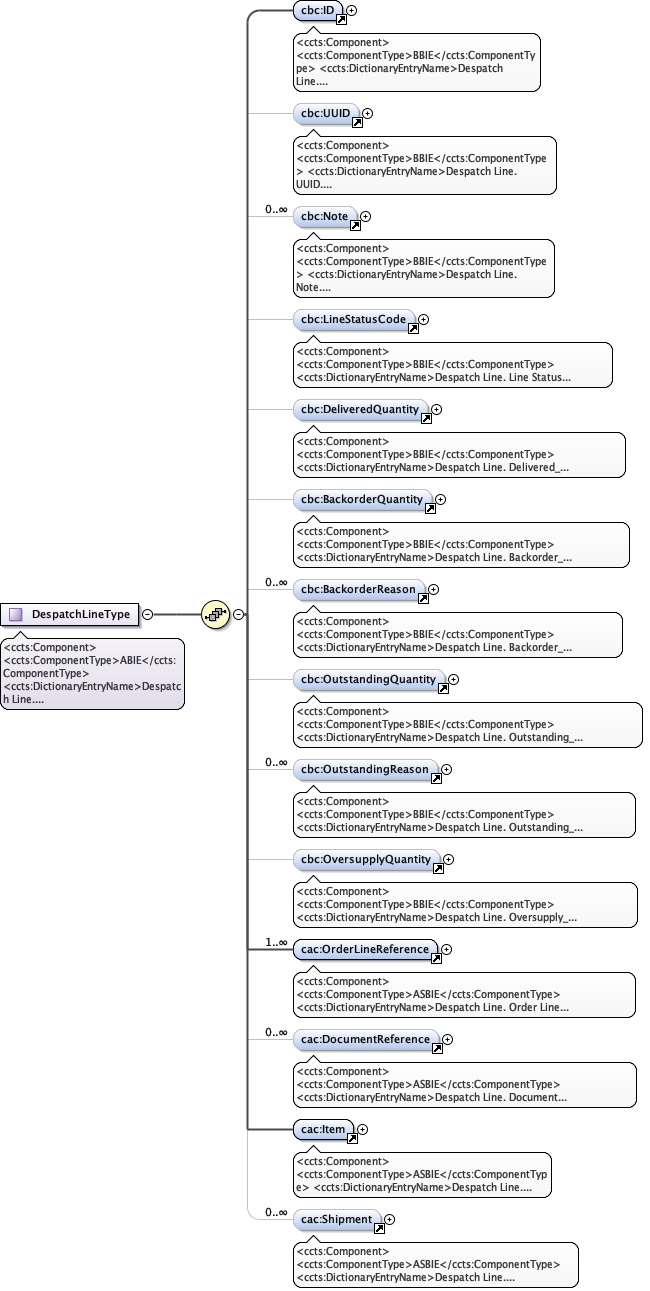 cbc:ID
<ccts:Component>
<ccts:ComponentType>BBIE</ccts:ComponentTy
pe> <ccts:DictionaryEntryName>Despatch
Line....
cbc:UUID
<ccts:Component>
<ccts:ComponentType>BBIE</ccts:ComponentType
> <ccts:DictionaryEntryName>Despatch Line.
UUID....
0..∞
cbc:Note
<ccts:Component>
<ccts:ComponentType>BBIE</ccts:ComponentType
> <ccts:DictionaryEntryName>Despatch Line.
Note....
cbc:LineStatusCode
<ccts:Component>
<ccts:ComponentType>BBIE</ccts:ComponentType>
<ccts:DictionaryEntryName>Despatch Line. Line Status...
cbc:DeliveredQuantity
<ccts:Component>
<ccts:ComponentType>BBIE</ccts:ComponentType>
<ccts:DictionaryEntryName>Despatch Line. Delivered_...
cbc:BackorderQuantity
<ccts:Component>
<ccts:ComponentType>BBIE</ccts:ComponentType>
<ccts:DictionaryEntryName>Despatch Line. Backorder_...
0..∞
cbc:BackorderReason
<ccts:Component>
<ccts:ComponentType>BBIE</ccts:ComponentType>
<ccts:DictionaryEntryName>Despatch Line. Backorder_...
DespatchLineType
<ccts:Component>
<ccts:ComponentType>ABIE</ccts:
ComponentType>
<ccts:DictionaryEntryName>Despatc
h Line....
cbc:OutstandingQuantity
<ccts:Component>
<ccts:ComponentType>BBIE</ccts:ComponentType>
<ccts:DictionaryEntryName>Despatch Line. Outstanding_...
0..∞
cbc:OutstandingReason
<ccts:Component>
<ccts:ComponentType>BBIE</ccts:ComponentType>
<ccts:DictionaryEntryName>Despatch Line. Outstanding_...
cbc:OversupplyQuantity
<ccts:Component>
<ccts:ComponentType>BBIE</ccts:ComponentType>
<ccts:DictionaryEntryName>Despatch Line. Oversupply_...
1..∞
cac:OrderLineReference
<ccts:Component>
<ccts:ComponentType>ASBIE</ccts:ComponentType>
<ccts:DictionaryEntryName>Despatch Line. Order Line...
0..∞
cac:DocumentReference
<ccts:Component>
<ccts:ComponentType>ASBIE</ccts:ComponentType>
<ccts:DictionaryEntryName>Despatch Line. Document...
cac:Item
<ccts:Component>
<ccts:ComponentType>ASBIE</ccts:ComponentTyp
e> <ccts:DictionaryEntryName>Despatch Line....
0..∞
cac:Shipment
<ccts:Component>
<ccts:ComponentType>ASBIE</ccts:ComponentType>
<ccts:DictionaryEntryName>Despatch Line....